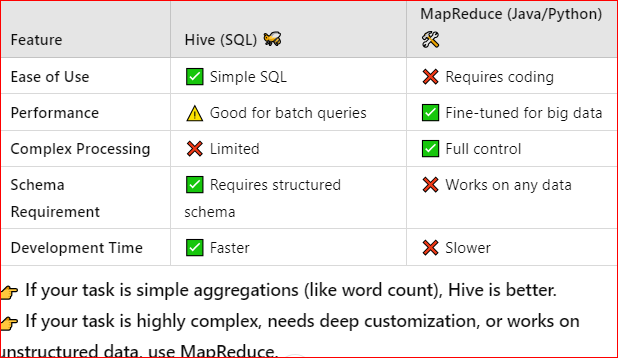 Feature Hive (SQL) 🐝 MapReduce (Java/Python) 🛠️
Ease of Use ✅ Simple SQL ❌ Requires coding
Performance ⚠️ Good for batch queries ✅ Fine-tuned for big data
Complex Processing ❌ Limited ✅ Full control
Schema Requirement ✅ Requires structured schema ❌ Works on any data
Development Time ✅ Faster ❌ Slower
👉 If your task is simple aggregations (like word count), Hive is better.
👉 If your task is highly complex, needs deep customization, or works on
unstructured data, use MapReduce.